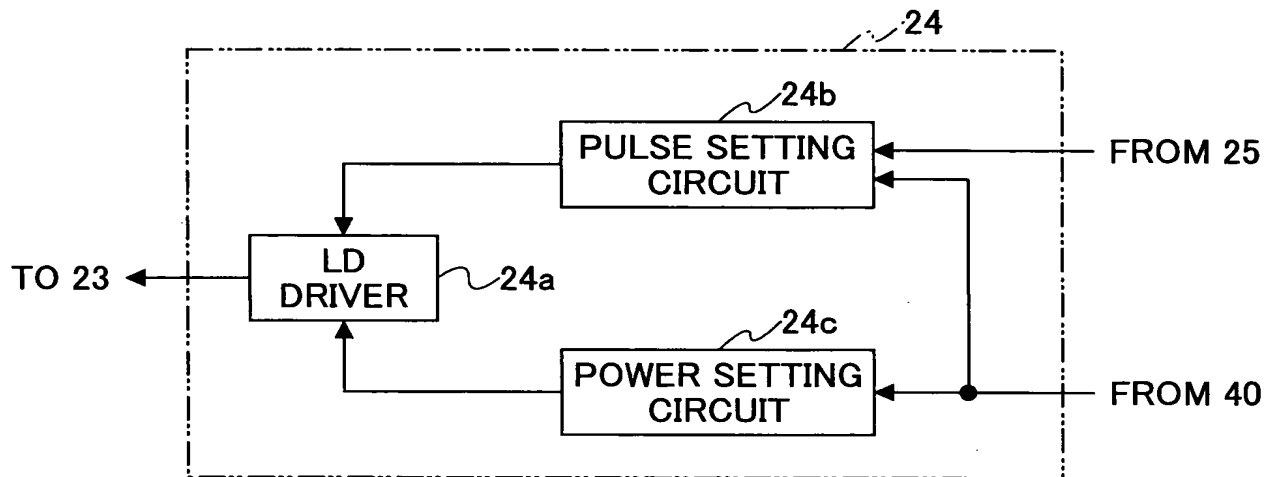 24
24b
PULSE SETTING
CIRCUIT
FROM 25
LD
DRIVER
TO 23
24a
24c
POWER SETTING
CIRCUIT
FROM 40